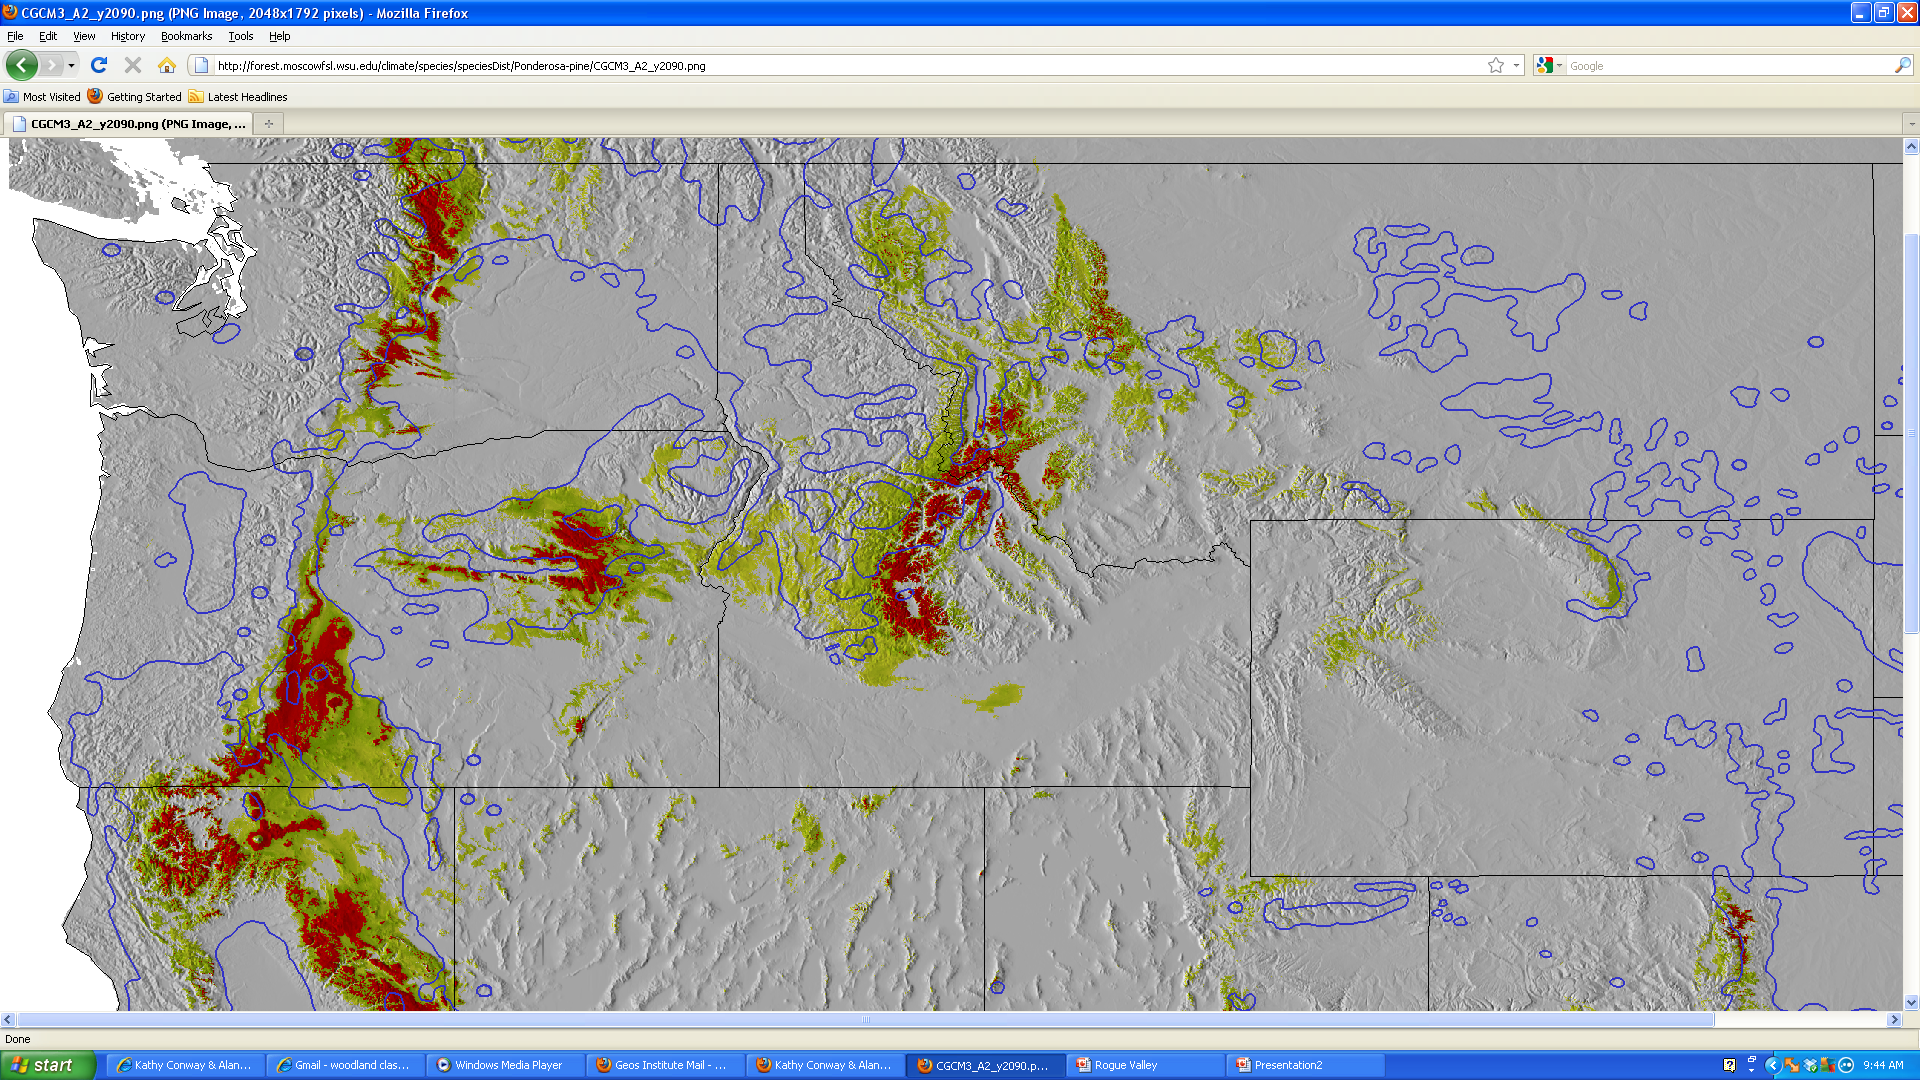 CGCM3_A2_y2090.png (PNG Image, 2048x1792 pixels) - Mozilla Firefox
File Edit View History Bookmarks Tools Help
http://forest.moscowfsl.wsu.edu/climate/species/speciesDist/Ponderosa-pine/CGCM3_A2_y2090.png
Google
Most Visited Getting Started Latest Headlines
CGCM3_A2_y2090.png (PNG Image, ...
Done
start Kathy Conway & Alan... Gmail - woodland clas... Windows Media Player Geos Institute Mail - ... Kathy Conway & Alan... CGCM3_A2_y2090.p... Rogue Valley Presentation2 9:44 AM